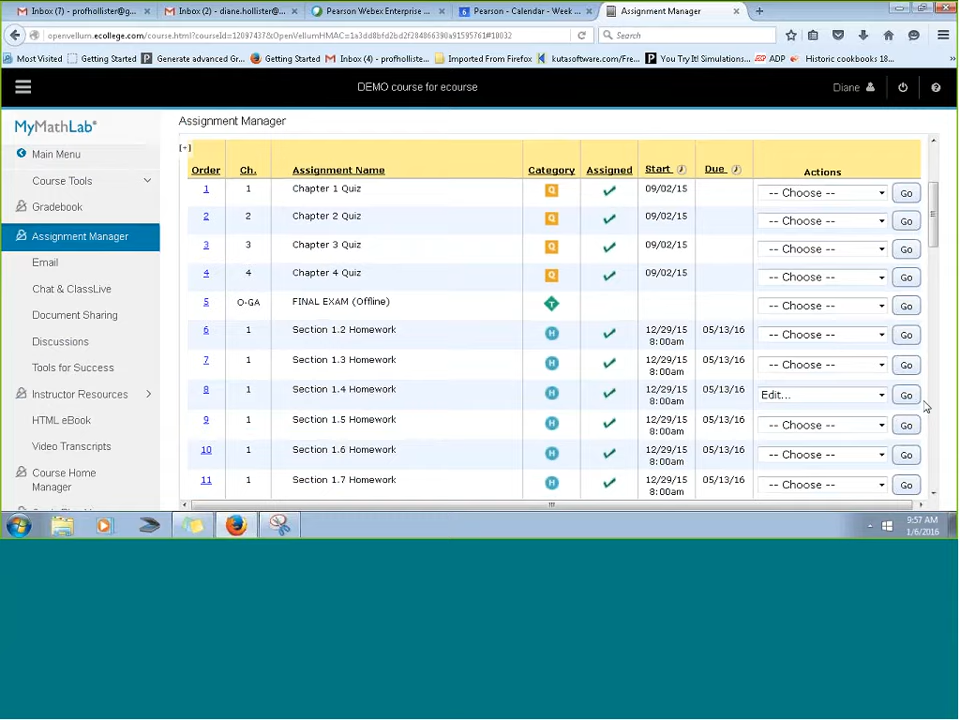 Inbox (7) - profhollister@g... Inbox (2) - diane.hollister@... Pearson Webex Enterprise ... Pearson - Calendar - Week ... Assignment Manager
openvellum.ecollege.com/course.html?courseId=12097437&OpenVellumHMAC=1a3dd8bfd2bd2f284866390a91595761#10032 Search
Most Visited Getting Started Generate advanced Gr... Getting Started Inbox (4) - profholliste... Imported From Firefox kutasoftware.com/Fre... You Try It! Simulations... ADP Historic cookbooks 18...
DEMO course for ecourse Diane
MyMathLab®
Main Menu
Course Tools
Gradebook
Assignment Manager
Email
Chat & ClassLive
Document Sharing
Discussions
Tools for Success
Instructor Resources
HTML eBook
Video Transcripts
Course Home
Manager
Assignment Manager
[+]
Order Ch. Assignment Name Category Assigned Start Due Actions
1 1 Chapter 1 Quiz Q 09/02/15 -- Choose -- Go
2 2 Chapter 2 Quiz Q 09/02/15 -- Choose -- Go
3 3 Chapter 3 Quiz Q 09/02/15 -- Choose -- Go
4 4 Chapter 4 Quiz Q 09/02/15 -- Choose -- Go
5 O-GA FINAL EXAM (Offline) T -- Choose -- Go
6 1 Section 1.2 Homework H 12/29/15 05/13/16 -- Choose -- Go
8:00am
7 1 Section 1.3 Homework H 12/29/15 05/13/16 -- Choose -- Go
8:00am
8 1 Section 1.4 Homework H 12/29/15 05/13/16 Edit... Go
8:00am
9 1 Section 1.5 Homework H 12/29/15 05/13/16 -- Choose -- Go
8:00am
10 1 Section 1.6 Homework H 12/29/15 05/13/16 -- Choose -- Go
8:00am
11 1 Section 1.7 Homework H 12/29/15 05/13/16 -- Choose -- Go
8:00am
9:57 AM
1/6/2016